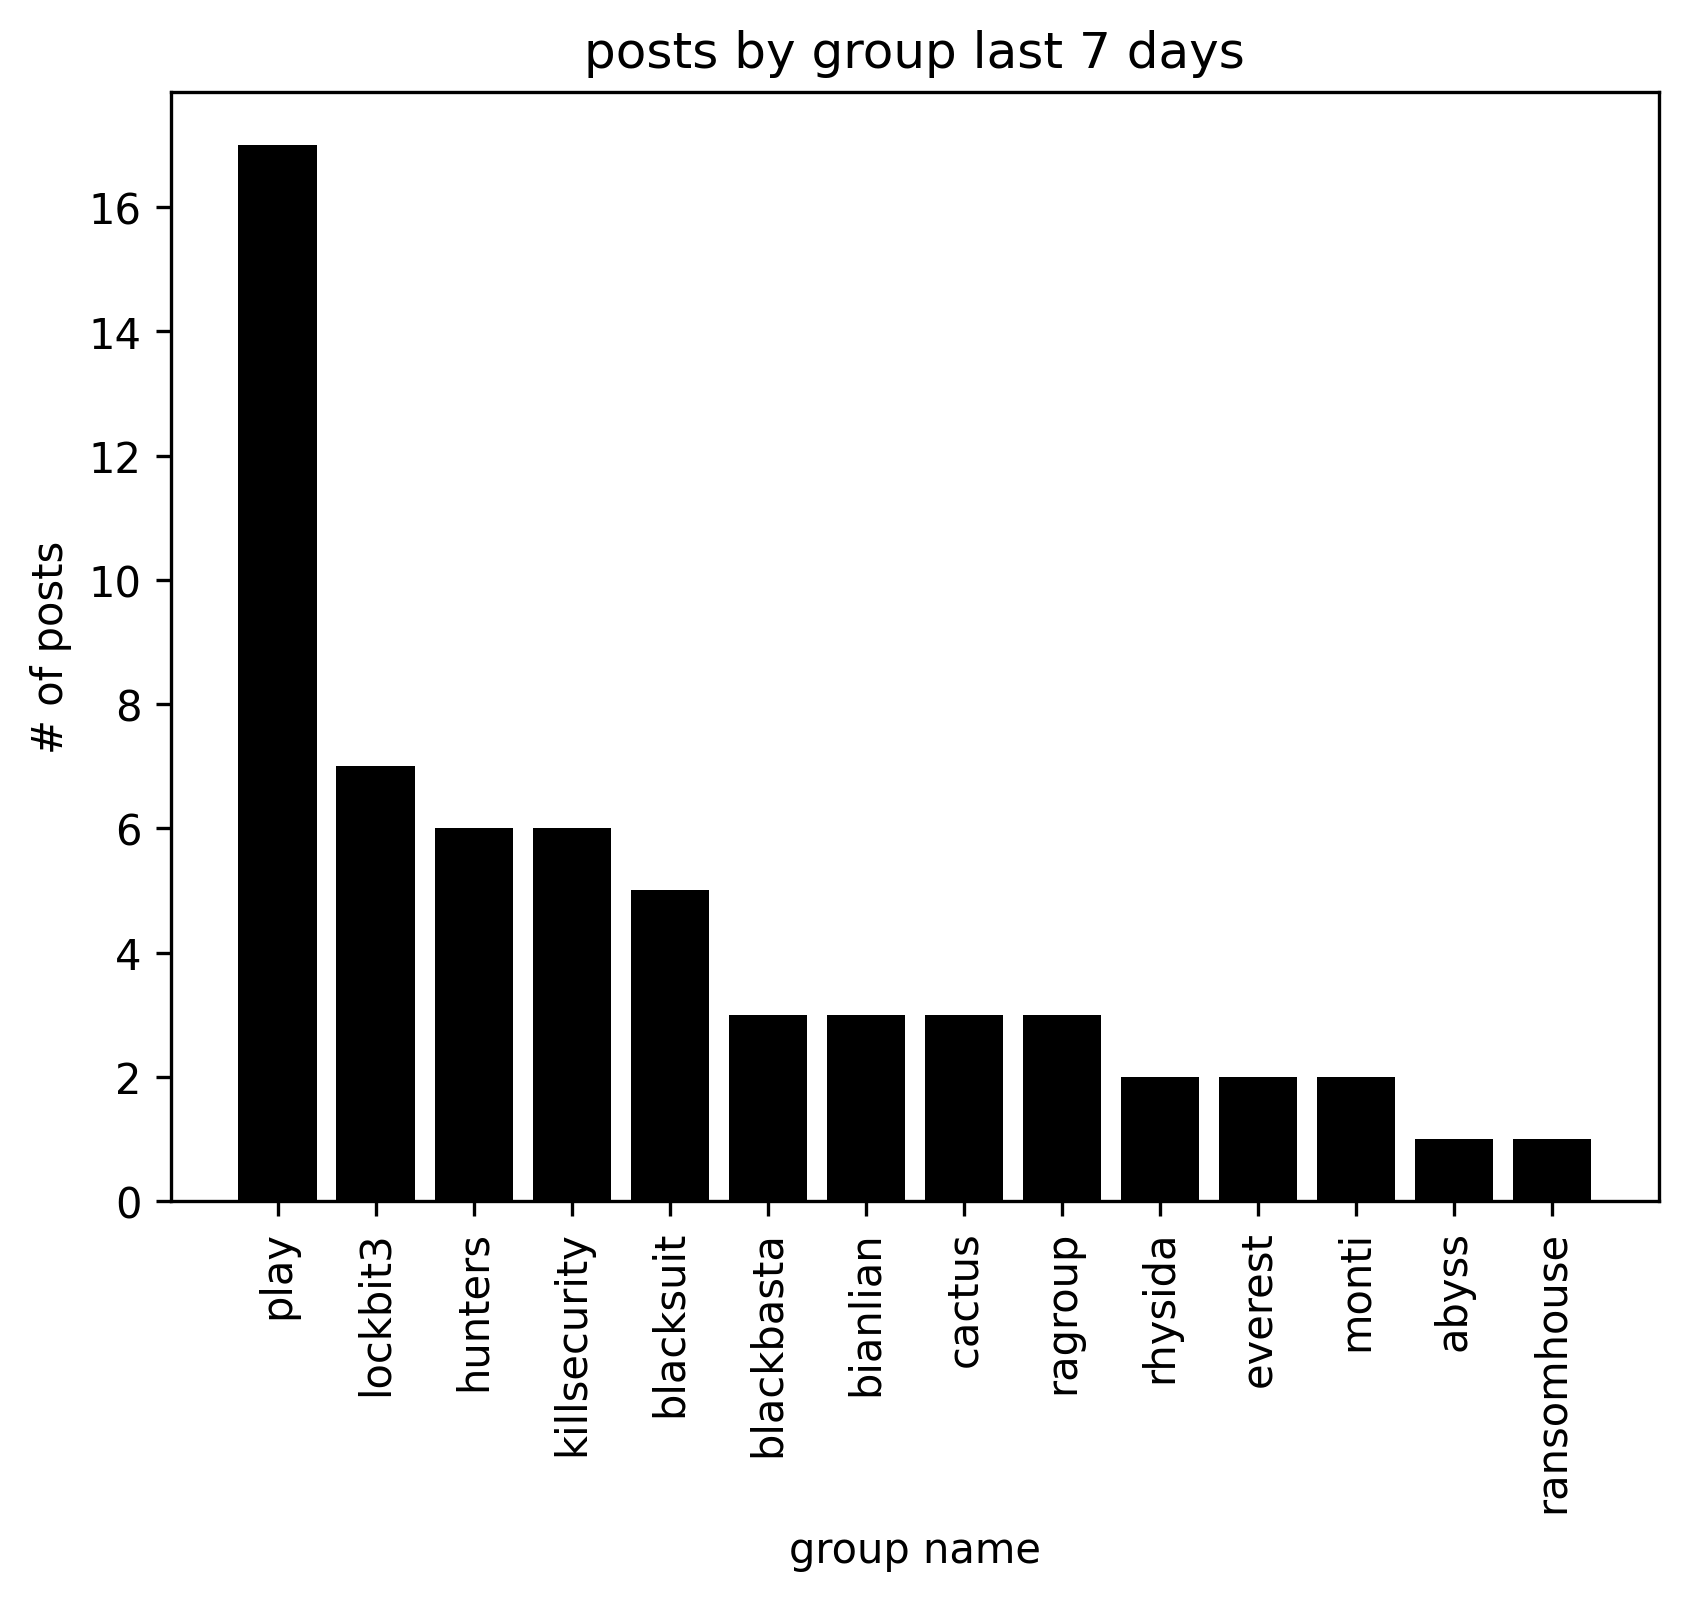 posts by group last 7 days
16
14
12
10
8
6
4
2
0
# of posts
play
lockbit3
hunters
killsecurity
blacksuit
blackbasta
bianlian
cactus
ragroup
rhysida
everest
monti
abyss
ransomhouse
group name